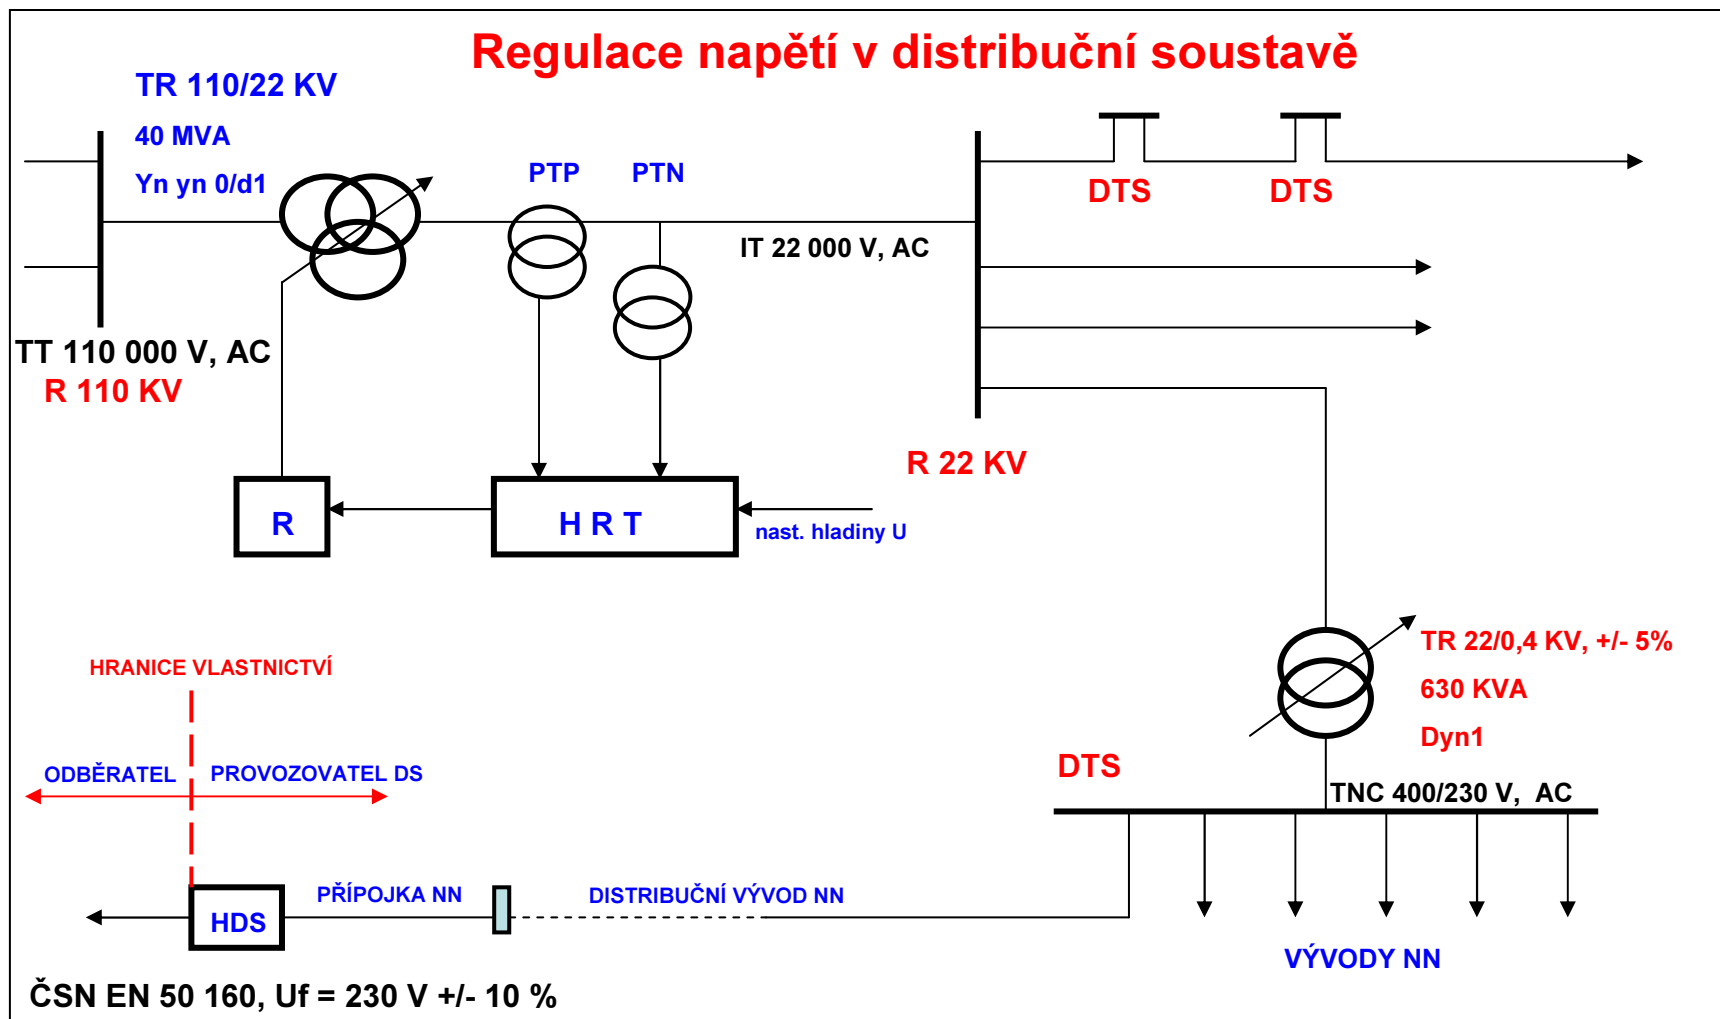 Regulace napětí v distribuční soustavě
TR 110/22 KV
40 MVA
Yn yn 0/d1
PTP
PTN
DTS
DTS
IT 22 000 V, AC
TT 110 000 V, AC
R 110 KV
R 22 KV
R
H R T
nast. hladiny U
HRANICE VLASTNICTVÍ
TR 22/0,4 KV, +/- 5%
630 KVA
Dyn1
ODBĚRATEL
PROVOZOVATEL DS
DTS
TNC 400/230 V, AC
PŘÍPOJKA NN
DISTRIBUČNÍ VÝVOD NN
HDS
VÝVODY NN
ČSN EN 50 160, Uf = 230 V +/- 10 %